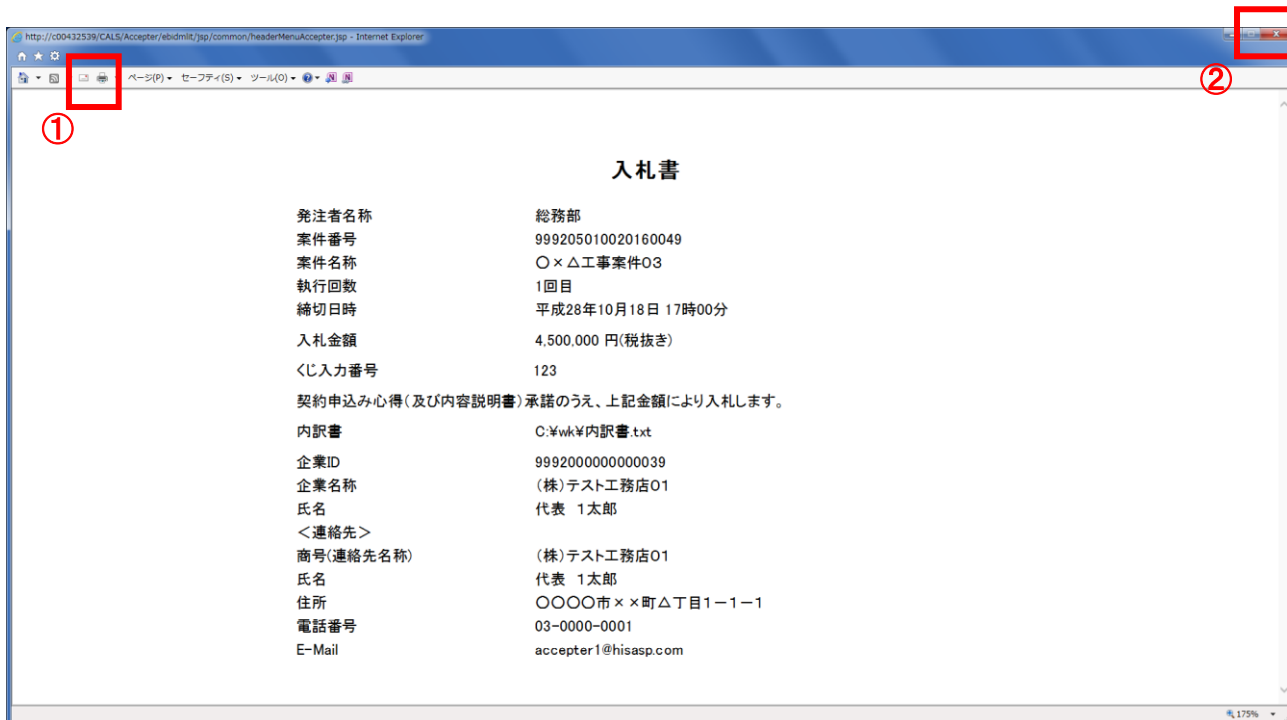 http://c00432539/CALS/Accepter/ebidmlit/jsp/common/headerMenuAccepter.jsp - Internet Explorer
ページ(P) セーフティ(S) ツール(O)
①
②
入札書
発注者名称 総務部
案件番号 999205010020160049
案件名称 ○×△工事案件03
執行回数 1回目
締切日時 平成28年10月18日 17時00分
入札金額 4,500,000 円(税抜き)
くじ入力番号 123
契約申込み心得(及び内容説明書)承諾のうえ、上記金額により入札します。
内訳書 C:¥wk¥内訳書.txt
企業ID 9992000000000039
企業名称 (株)テスト工務店01
氏名 代表 1太郎
<連絡先>
商号(連絡先名称) (株)テスト工務店01
氏名 代表 1太郎
住所 ○○○○市××町△丁目1-1-1
電話番号 03-0000-0001
E-Mail accepter1@hisasp.com
175%